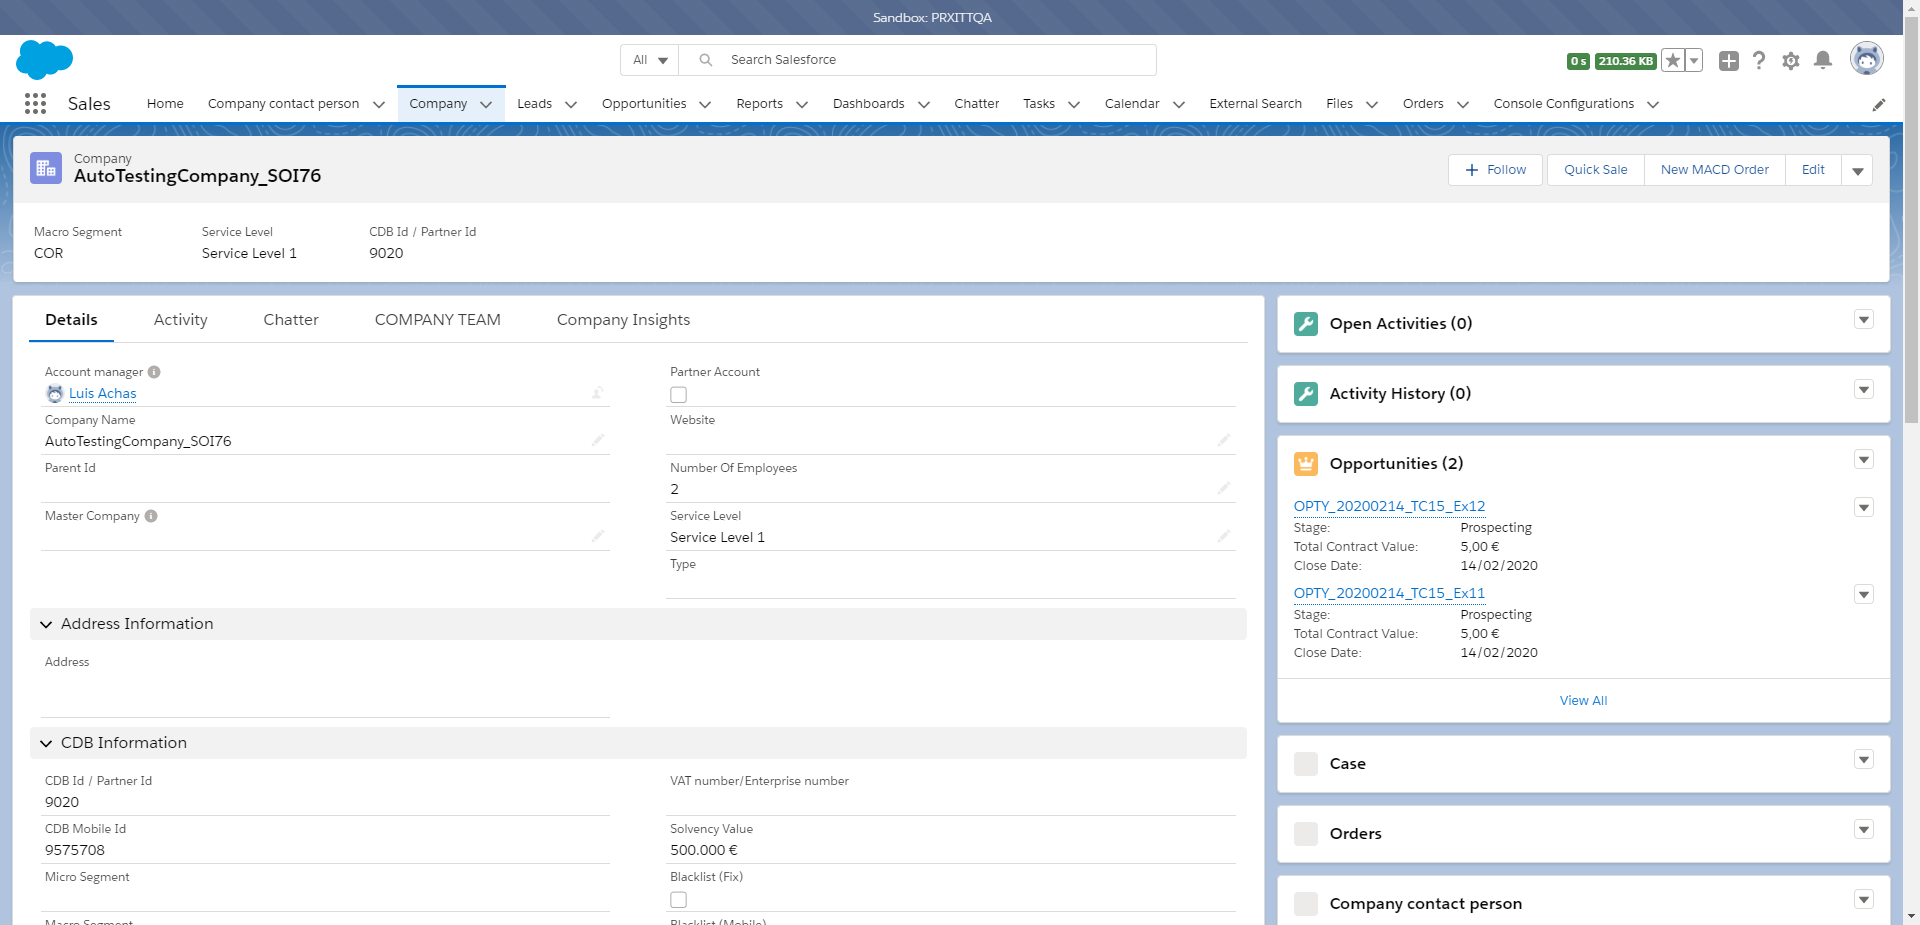 Sandbox: PRXITTQA
All
Search Salesforce
0 s
210.36 KB
Sales
Home
Company contact person
Company
Leads
Opportunities
Reports
Dashboards
Chatter
Tasks
Calendar
External Search
Files
Orders
Console Configurations
Company
AutoTestingCompany_SOI76
Follow
Quick Sale
New MACD Order
Edit
Macro Segment
COR
Service Level
Service Level 1
CDB Id / Partner Id
9020
Details
Activity
Chatter
COMPANY TEAM
Company Insights
Account manager
Luis Achas
Company Name
AutoTestingCompany_SOI76
Parent Id
Master Company
Partner Account
Website
Number Of Employees
2
Service Level
Service Level 1
Type
Address Information
Address
CDB Information
CDB Id / Partner Id
9020
CDB Mobile Id
9575708
Micro Segment
Macro Segment
VAT number/Enterprise number
Solvency Value
500.000 €
Blacklist (Fix)
Blacklist (Mobile)
Open Activities (0)
Activity History (0)
Opportunities (2)
OPTY_20200214_TC15_Ex12
Stage: Prospecting
Total Contract Value: 5,00 €
Close Date: 14/02/2020
OPTY_20200214_TC15_Ex11
Stage: Prospecting
Total Contract Value: 5,00 €
Close Date: 14/02/2020
View All
Case
Orders
Company contact person